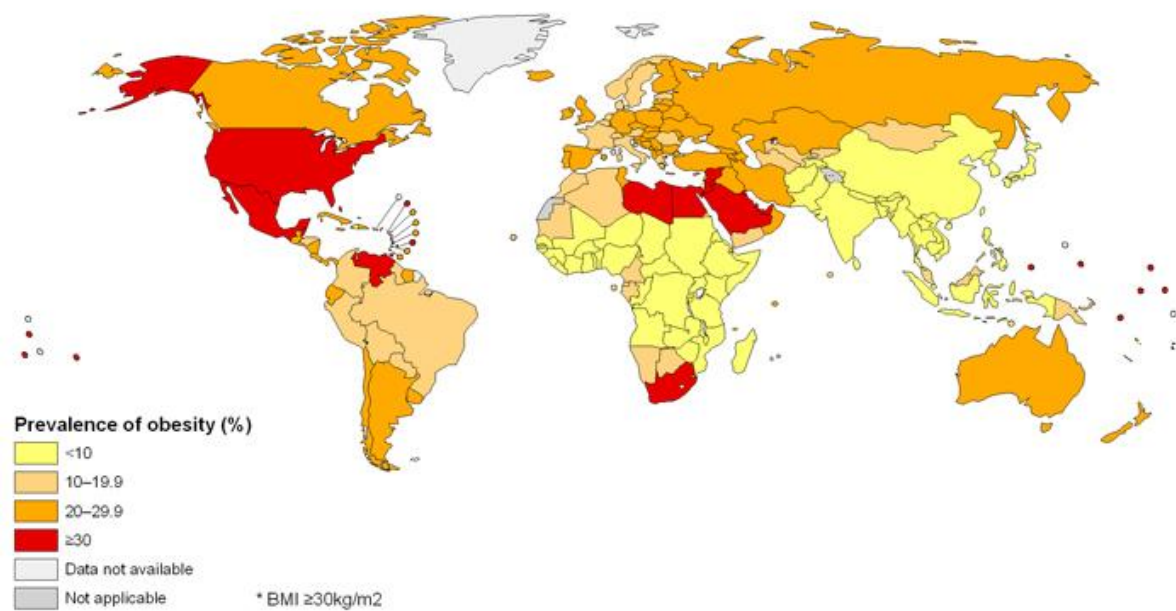 Prevalence of obesity (%)
<10
10–19.9
20–29.9
≥30
Data not available
Not applicable
* BMI ≥30kg/m2